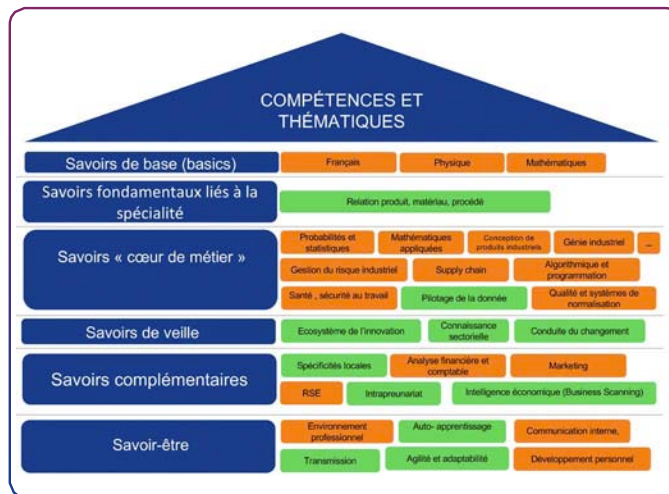 COMPÉTENCES ET
THÉMATIQUES
Savoirs de base (basics)
Français
Physique
Mathématiques
Savoirs fondamentaux liés à la
spécialité
Relation produit, matériau, procédé
Savoirs « cœur de métier »
Probabilités et
statistiques
Mathématiques
appliquées
Conception de
produits industriels
Génie industriel
...
Gestion du risque industriel
Supply chain
Algorithmique et
programmation
Santé , sécurité au travail
Pilotage de la donnée
Qualité et systèmes de
normalisation
Savoirs de veille
Ecosystème de l'innovation
Connaissance
sectorielle
Conduite du changement
Savoirs complémentaires
Spécificités locales
Analyse financière et
comptable
Marketing
RSE
Intrapreunariat
Intelligence économique (Business Scanning)
Savoir-être
Environnement
professionnel
Auto- apprentissage
Communication interne,
Transmission
Agilité et adaptabilité
Développement personnel